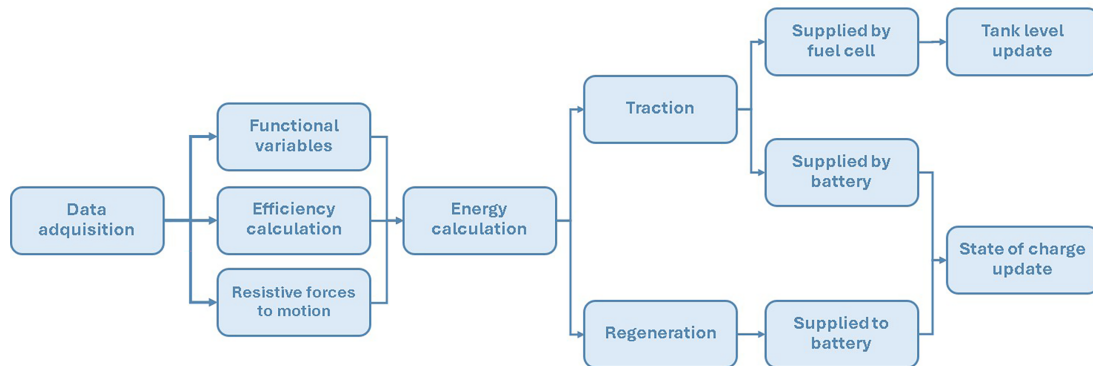 Data
adquisition
Functional
variables
Efficiency
calculation
Resistive forces
to motion
Energy
calculation
Traction
Regeneration
Supplied by
fuel cell
Supplied by
battery
Supplied to
battery
Tank level
update
State of charge
update